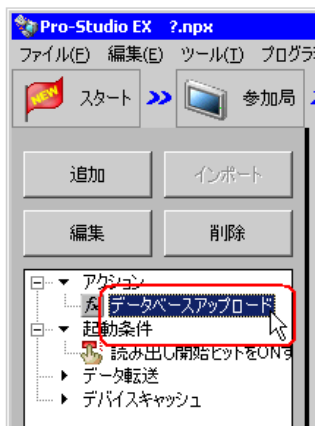 Pro-Studio EX ?.npx
ファイル(F) 編集(E) ツール(T) プログラ
NEW スタート 参加局
追加 インポート
編集 削除
アクション
fx データベースアップロード
起動条件
読み出し開始ビットをONす
データ転送
デバイスキャッシュ